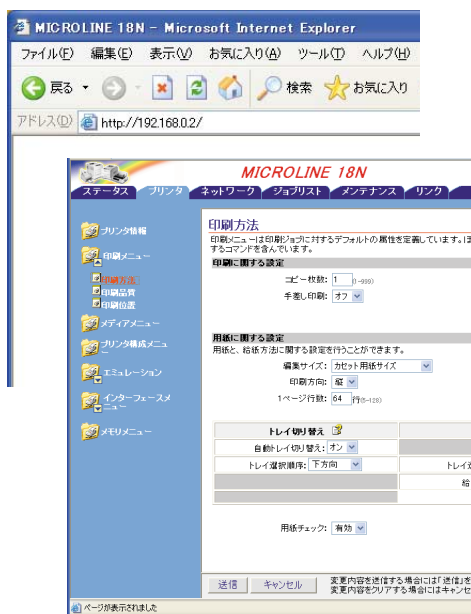 MICROLINE 18N - Microsoft Internet Explorer
ファイル(F) 編集(E) 表示(V) お気に入り(A) ツール(T) ヘルプ(H)
戻る 検索 お気に入り
アドレス(D) http://192.168.0.2/
MICROLINE 18N
ステータス プリンタ ネットワーク ジョブリスト メンテナンス リンク
プリンタ情報
印刷メニュー
印刷方法
印刷品質
印刷位置
メディアメニュー
プリンタ構成メニュ
ー
エミュレーション
インターフェースメ
ニュー
メモリメニュー
印刷方法
印刷メニューは印刷ジョブに対するデフォルトの属性を定義しています。ほ
するコマンドを含んでいます。
印刷に関する設定
コピー枚数: 1 (1-999)
手差し印刷: オフ
用紙に関する設定
用紙と、給紙方法に関する設定を行うことができます。
編集サイズ: カセット用紙サイズ
印刷方向: 縦
1ページ行数: 64 行(5-128)
トレイ切り替え
自動トレイ切り替え: オン
トレイ選択順序: 下方向 トレイ
給
用紙チェック: 有効
送信 キャンセル 変更内容を送信する場合には「送信」を
変更内容をクリアする場合にはキャンセ
ページが表示されました